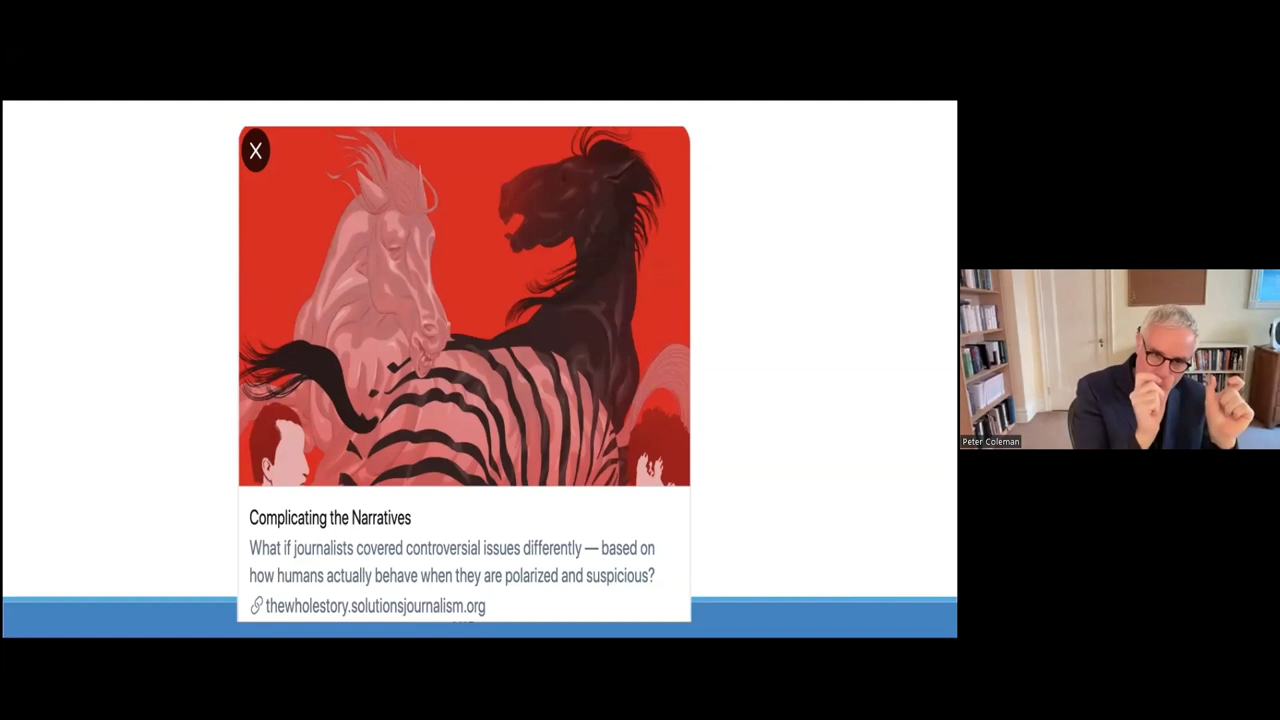 X
Complicating the Narratives
What if journalists covered controversial issues differently — based on
how humans actually behave when they are polarized and suspicious?
thewholestory.solutionsjournalism.org
Peter Coleman